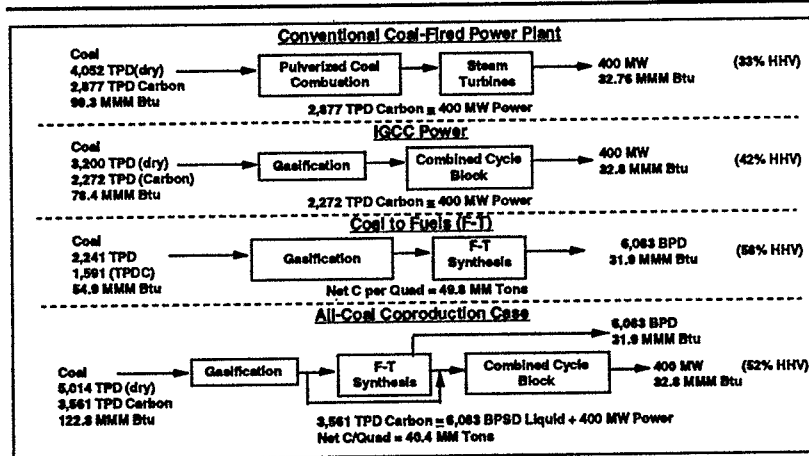 Conventional Coal-Fired Power Plant
Coal
4,052 TPD(dry)
2,877 TPD Carbon
99.3 MMM Btu
Pulverized Coal
Combustion
Steam
Turbines
400 MW
32.76 MMM Btu
(33% HHV)
2,877 TPD Carbon = 400 MW Power
IGCC Power
Coal
3,200 TPD (dry)
2,272 TPD (Carbon)
78.4 MMM Btu
Gasification
Combined Cycle
Block
400 MW
32.8 MMM Btu
(42% HHV)
2,272 TPD Carbon = 400 MW Power
Coal to Fuels (F-T)
Coal
2,241 TPD
1,591 (TPDC)
54.9 MMM Btu
Gasification
F-T
Synthesis
6,063 BPD
31.9 MMM Btu
(58% HHV)
Net C per Quad = 49.8 MM Tons
All-Coal Coproduction Case
6,063 BPD
31.9 MMM Btu
Coal
5,014 TPD (dry)
3,561 TPD Carbon
122.8 MMM Btu
Gasification
F-T
Synthesis
Combined Cycle
Block
400 MW
32.8 MMM Btu
(52% HHV)
3,561 TPD Carbon = 6,063 BPSD Liquid + 400 MW Power
Net C/Quad = 40.4 MM Tons